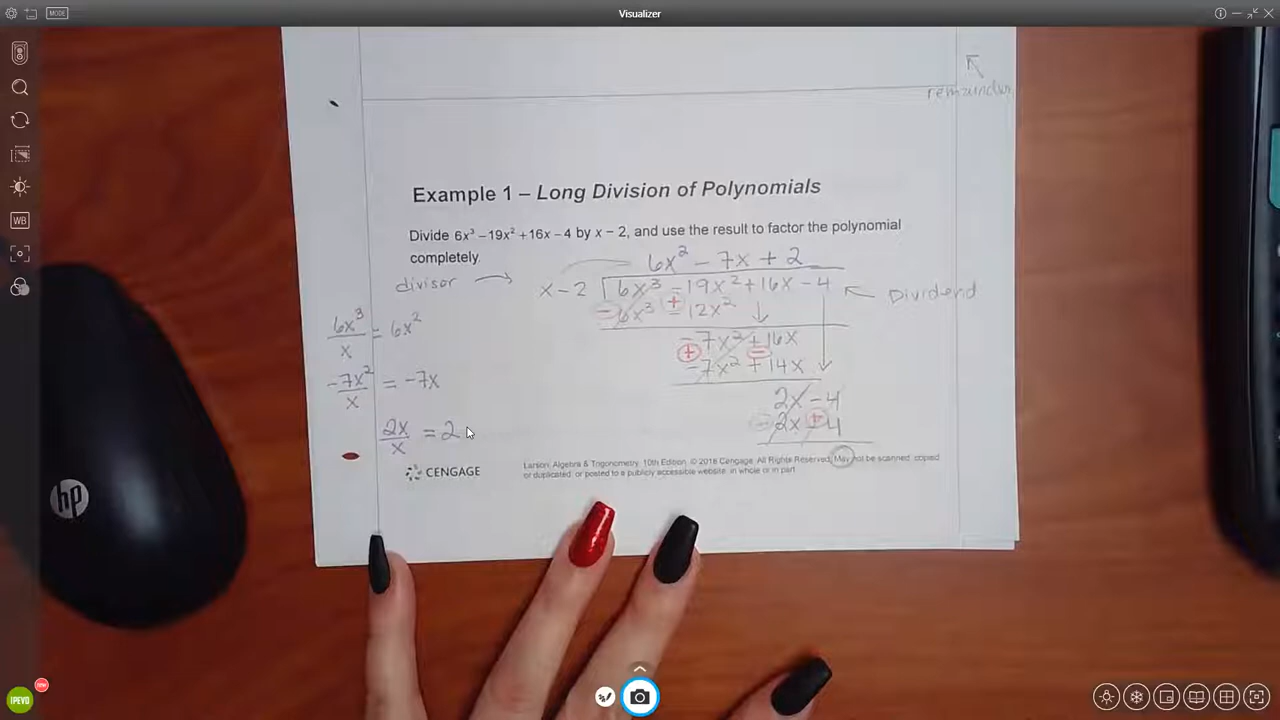 MODE
Visualizer
remainder
Example 1 – Long Division of Polynomials
Divide 6x³ –19x² +16x – 4 by x – 2, and use the result to factor the polynomial
completely.
6x² - 7x + 2
divisor →
x - 2 6x³ - 19x² + 16x - 4 ← Dividend
- 6x³ + - 12x² ↓
- 7x² + 16x
+ - 7x² - + 14x
2x - 4
- 2x + - 4
6x³/x = 6x²
-7x²/x = -7x
2x/x = 2
CENGAGE
Larson, Algebra & Trigonometry, 10th Edition. © 2018 Cengage. All Rights Reserved. May not be scanned, copied
or duplicated, or posted to a publicly accessible website, in whole or in part.
hp
WB
IPEVO
new